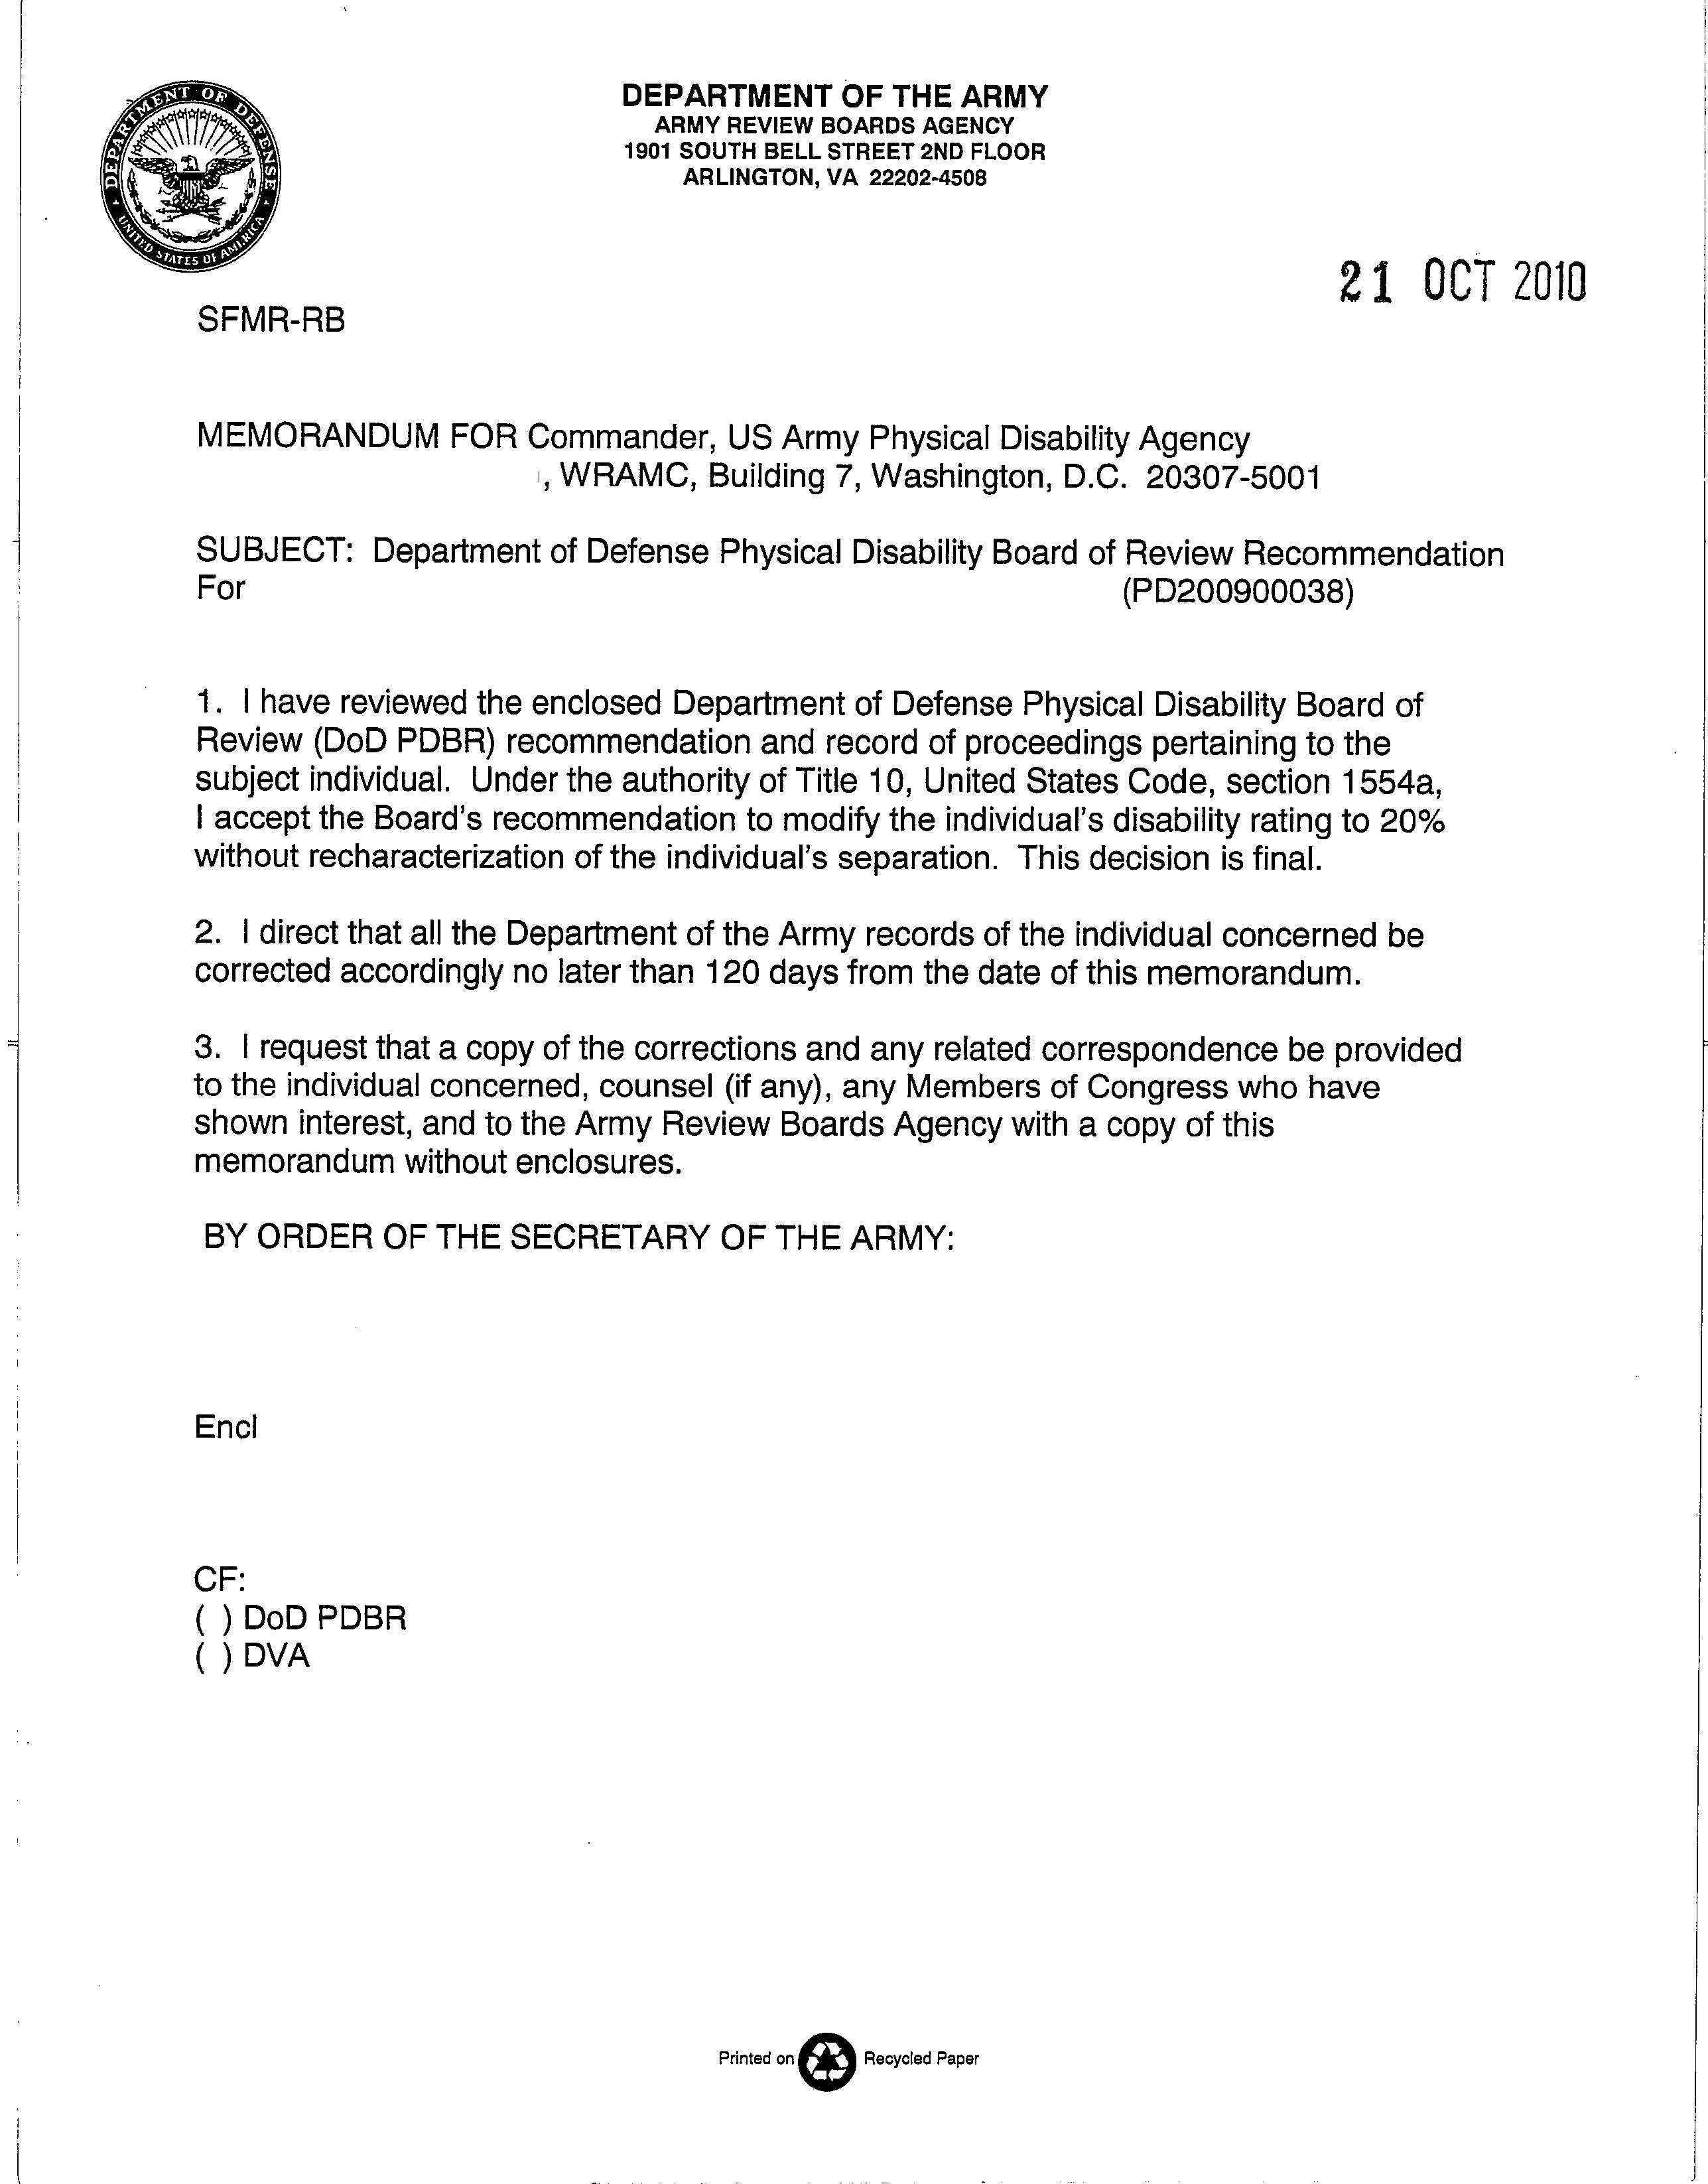 DEPARTMENT OF DEFENSE
UNITED STATES OF AMERICA
DEPARTMENT OF THE ARMY
ARMY REVIEW BOARDS AGENCY
1901 SOUTH BELL STREET 2ND FLOOR
ARLINGTON, VA 22202-4508
21 OCT 2010
SFMR-RB
MEMORANDUM FOR Commander, US Army Physical Disability Agency
, WRAMC, Building 7, Washington, D.C. 20307-5001
SUBJECT: Department of Defense Physical Disability Board of Review Recommendation
For (PD200900038)
1. I have reviewed the enclosed Department of Defense Physical Disability Board of
Review (DoD PDBR) recommendation and record of proceedings pertaining to the
subject individual. Under the authority of Title 10, United States Code, section 1554a,
I accept the Board's recommendation to modify the individual's disability rating to 20%
without recharacterization of the individual's separation. This decision is final.
2. I direct that all the Department of the Army records of the individual concerned be
corrected accordingly no later than 120 days from the date of this memorandum.
3. I request that a copy of the corrections and any related correspondence be provided
to the individual concerned, counsel (if any), any Members of Congress who have
shown interest, and to the Army Review Boards Agency with a copy of this
memorandum without enclosures.
BY ORDER OF THE SECRETARY OF THE ARMY:
Encl
CF:
( ) DoD PDBR
( ) DVA
Printed on Recycled Paper